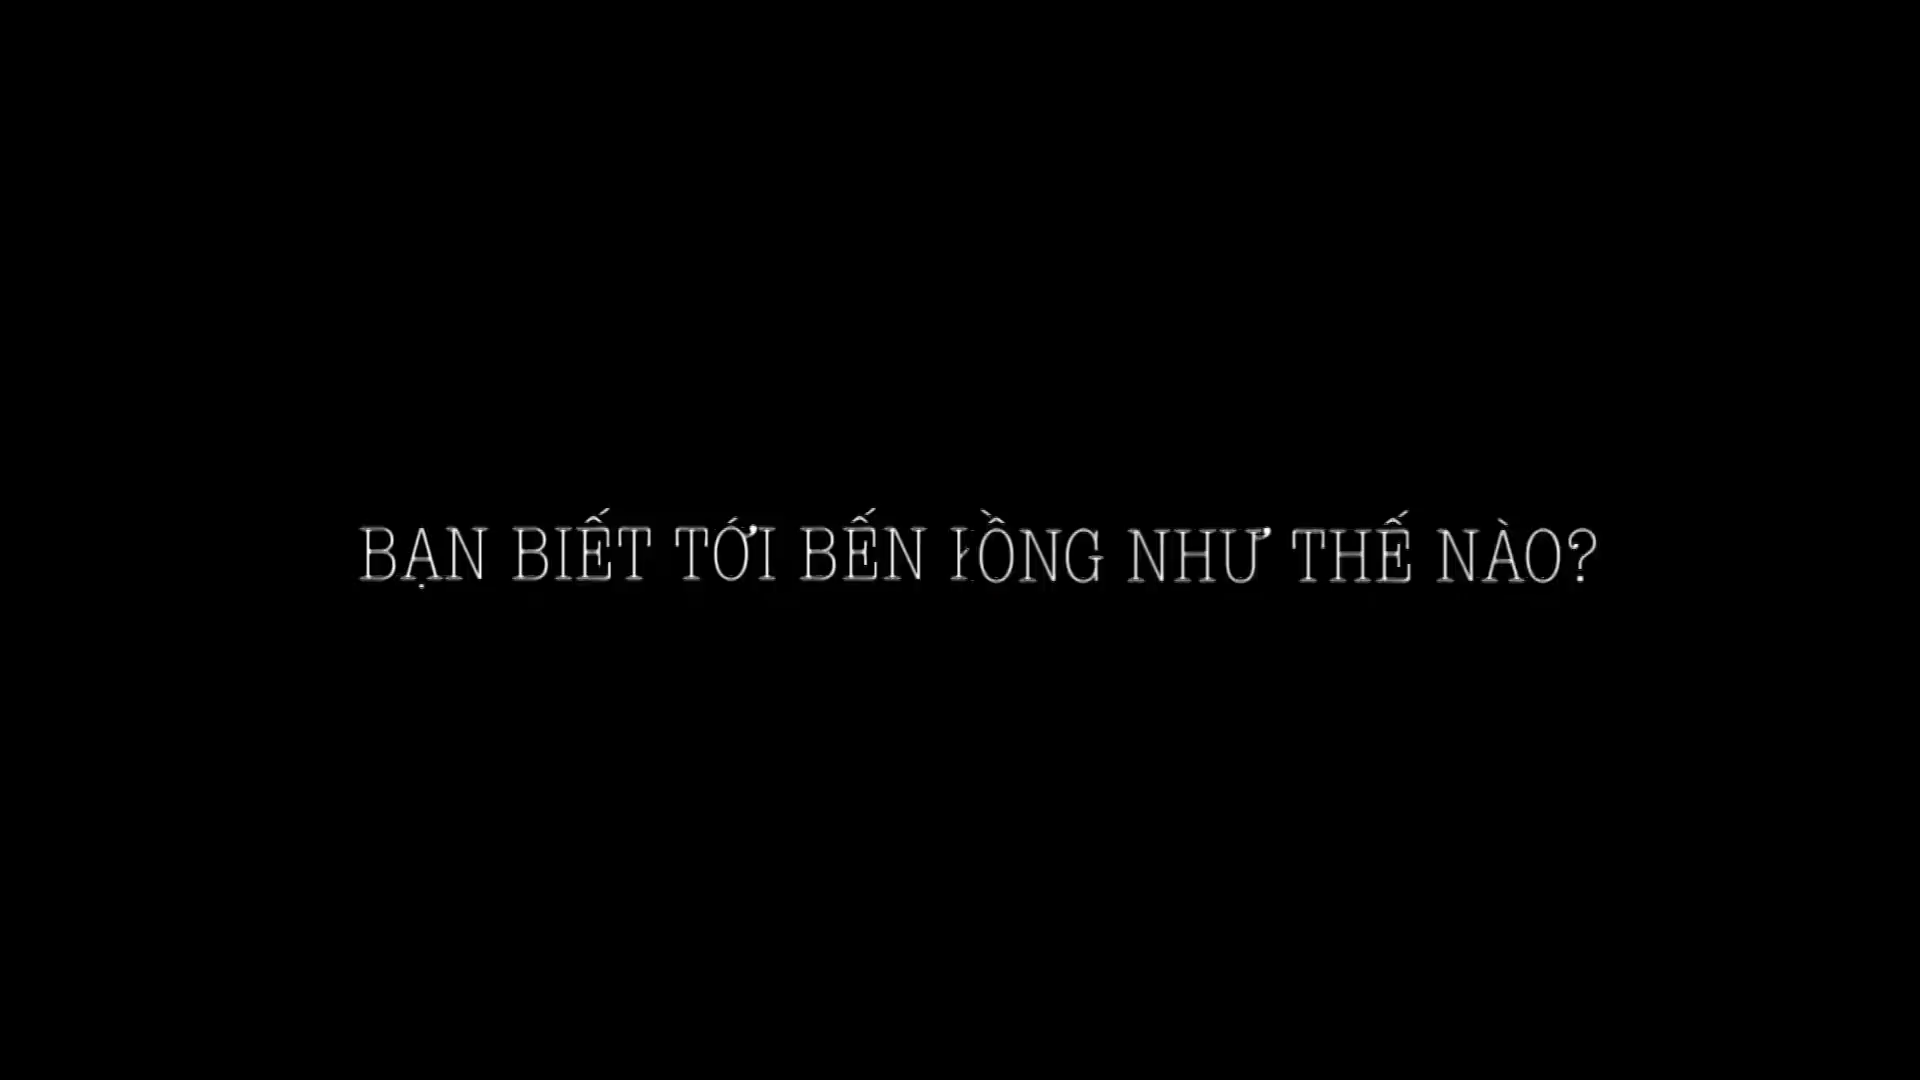 BẠN BIẾT TỚI BẾN NHƯ THẾ NÀO?